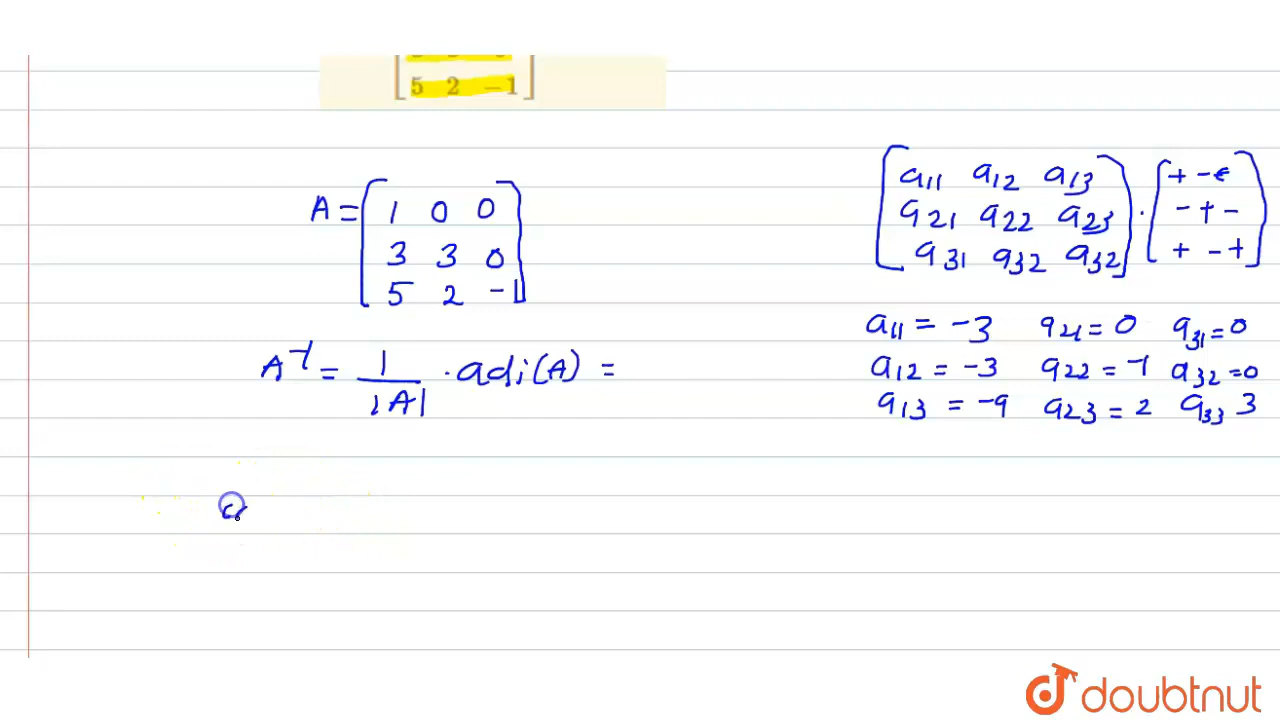 5 2 -1
A = [1 0 0
3 3 0
5 2 -1]
A⁻¹ = 1/|A| · adj(A) =
a
[a11 a12 a13
a21 a22 a23
a31 a32 a32] · [+ - +
- + -
+ - +]
a11 = -3 a21 = 0 a31 = 0
a12 = -3 a22 = -1 a32 = 0
a13 = -9 a23 = 2 a33 3
doubtnut